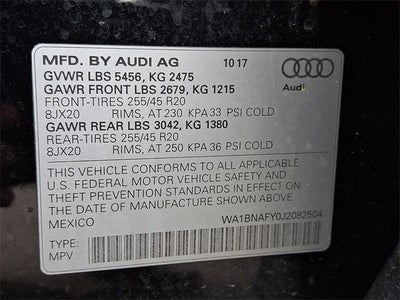 MFD. BY AUDI AG 10 17
GVWR LBS 5456, KG 2475
GAWR FRONT LBS 2679, KG 1215
FRONT-TIRES 255/45 R20
8JX20 RIMS, AT 230 KPA 33 PSI COLD
GAWR REAR LBS 3042, KG 1380
REAR-TIRES 255/45 R20
8JX20 RIMS, AT 250 KPA 36 PSI COLD
Audi
THIS VEHICLE CONFORMS TO ALL APPLICABLE
U.S. FEDERAL MOTOR VEHICLE SAFETY AND
THEFT PREVENTION STANDARDS IN EFFECT ON THE
DATE OF MANUFACTURE SHOWN ABOVE.
MEXICO WA1BNAFY0J2082504
TYPE:
MPV